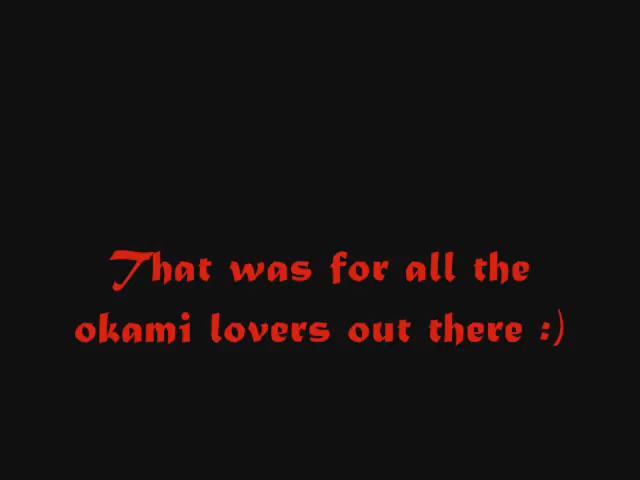 That was for all the
okami lovers out there :)